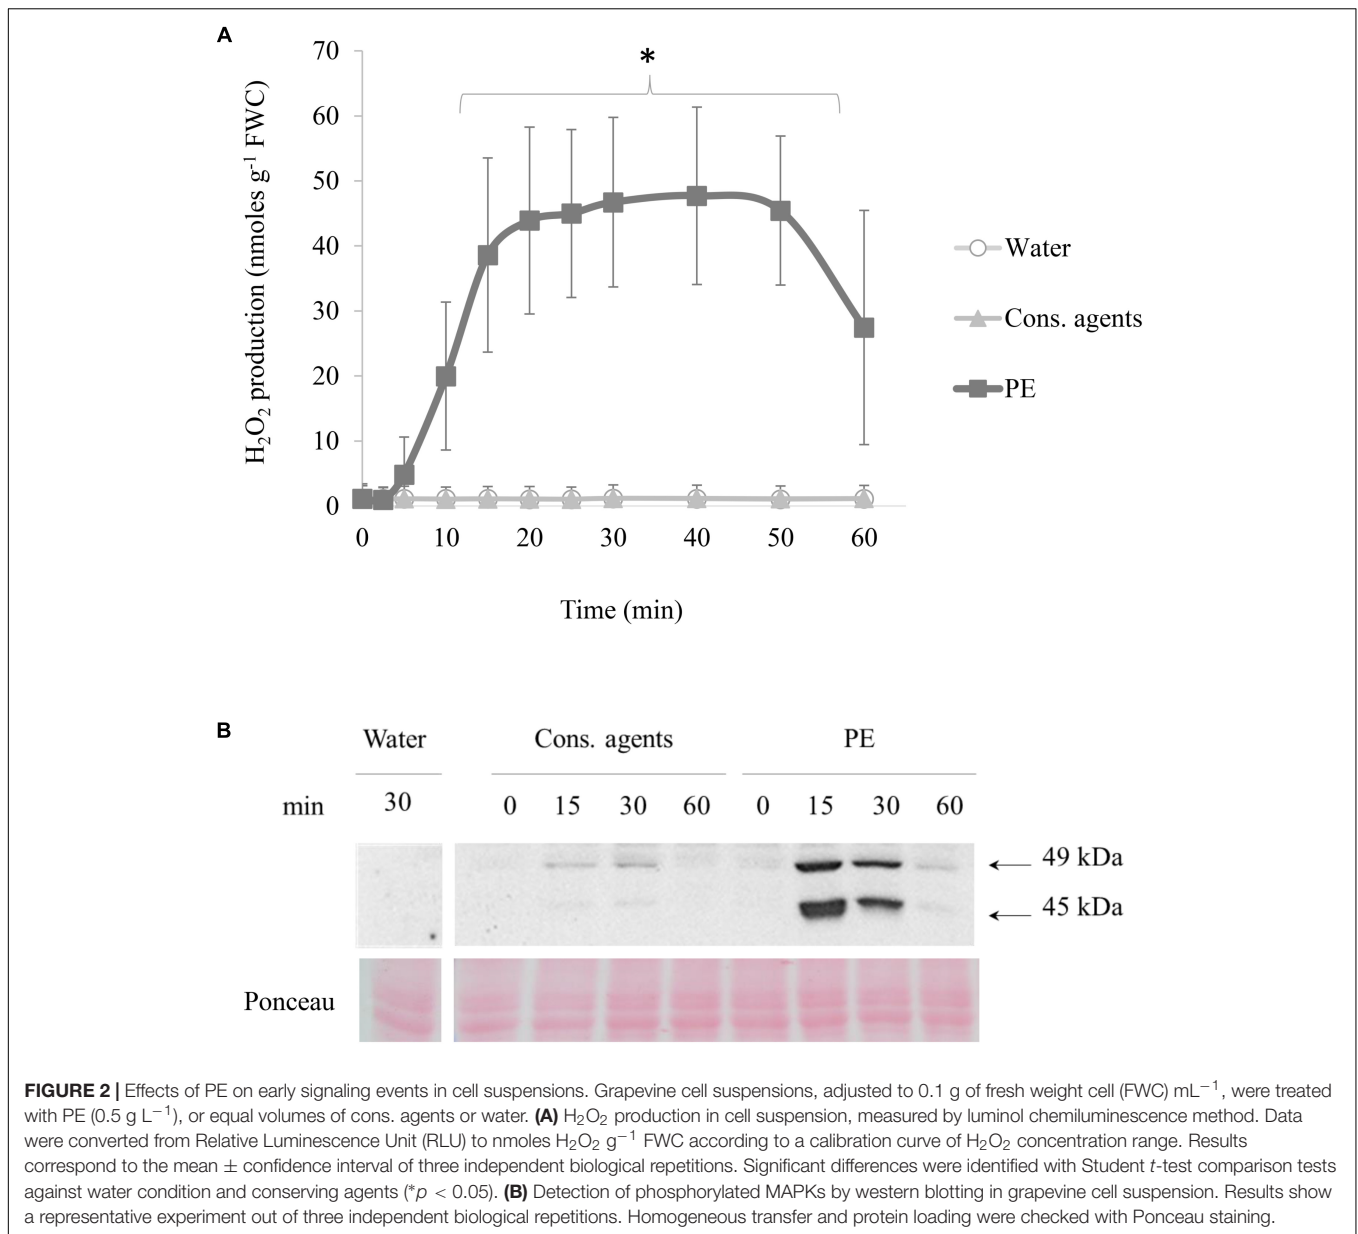 A
70
60
50
40
30
20
10
0
H₂O₂ production (nmoles g⁻¹ FWC)
*
0 10 20 30 40 50 60
Time (min)
Water
Cons. agents
PE
B
Water Cons. agents PE
min 30 0 15 30 60 0 15 30 60
49 kDa
45 kDa
Ponceau
FIGURE 2 | Effects of PE on early signaling events in cell suspensions. Grapevine cell suspensions, adjusted to 0.1 g of fresh weight cell (FWC) mL⁻¹, were treated
with PE (0.5 g L⁻¹), or equal volumes of cons. agents or water. (A) H₂O₂ production in cell suspension, measured by luminol chemiluminescence method. Data
were converted from Relative Luminescence Unit (RLU) to nmoles H₂O₂ g⁻¹ FWC according to a calibration curve of H₂O₂ concentration range. Results
correspond to the mean ± confidence interval of three independent biological repetitions. Significant differences were identified with Student t-test comparison tests
against water condition and conserving agents (*p < 0.05). (B) Detection of phosphorylated MAPKs by western blotting in grapevine cell suspension. Results show
a representative experiment out of three independent biological repetitions. Homogeneous transfer and protein loading were checked with Ponceau staining.